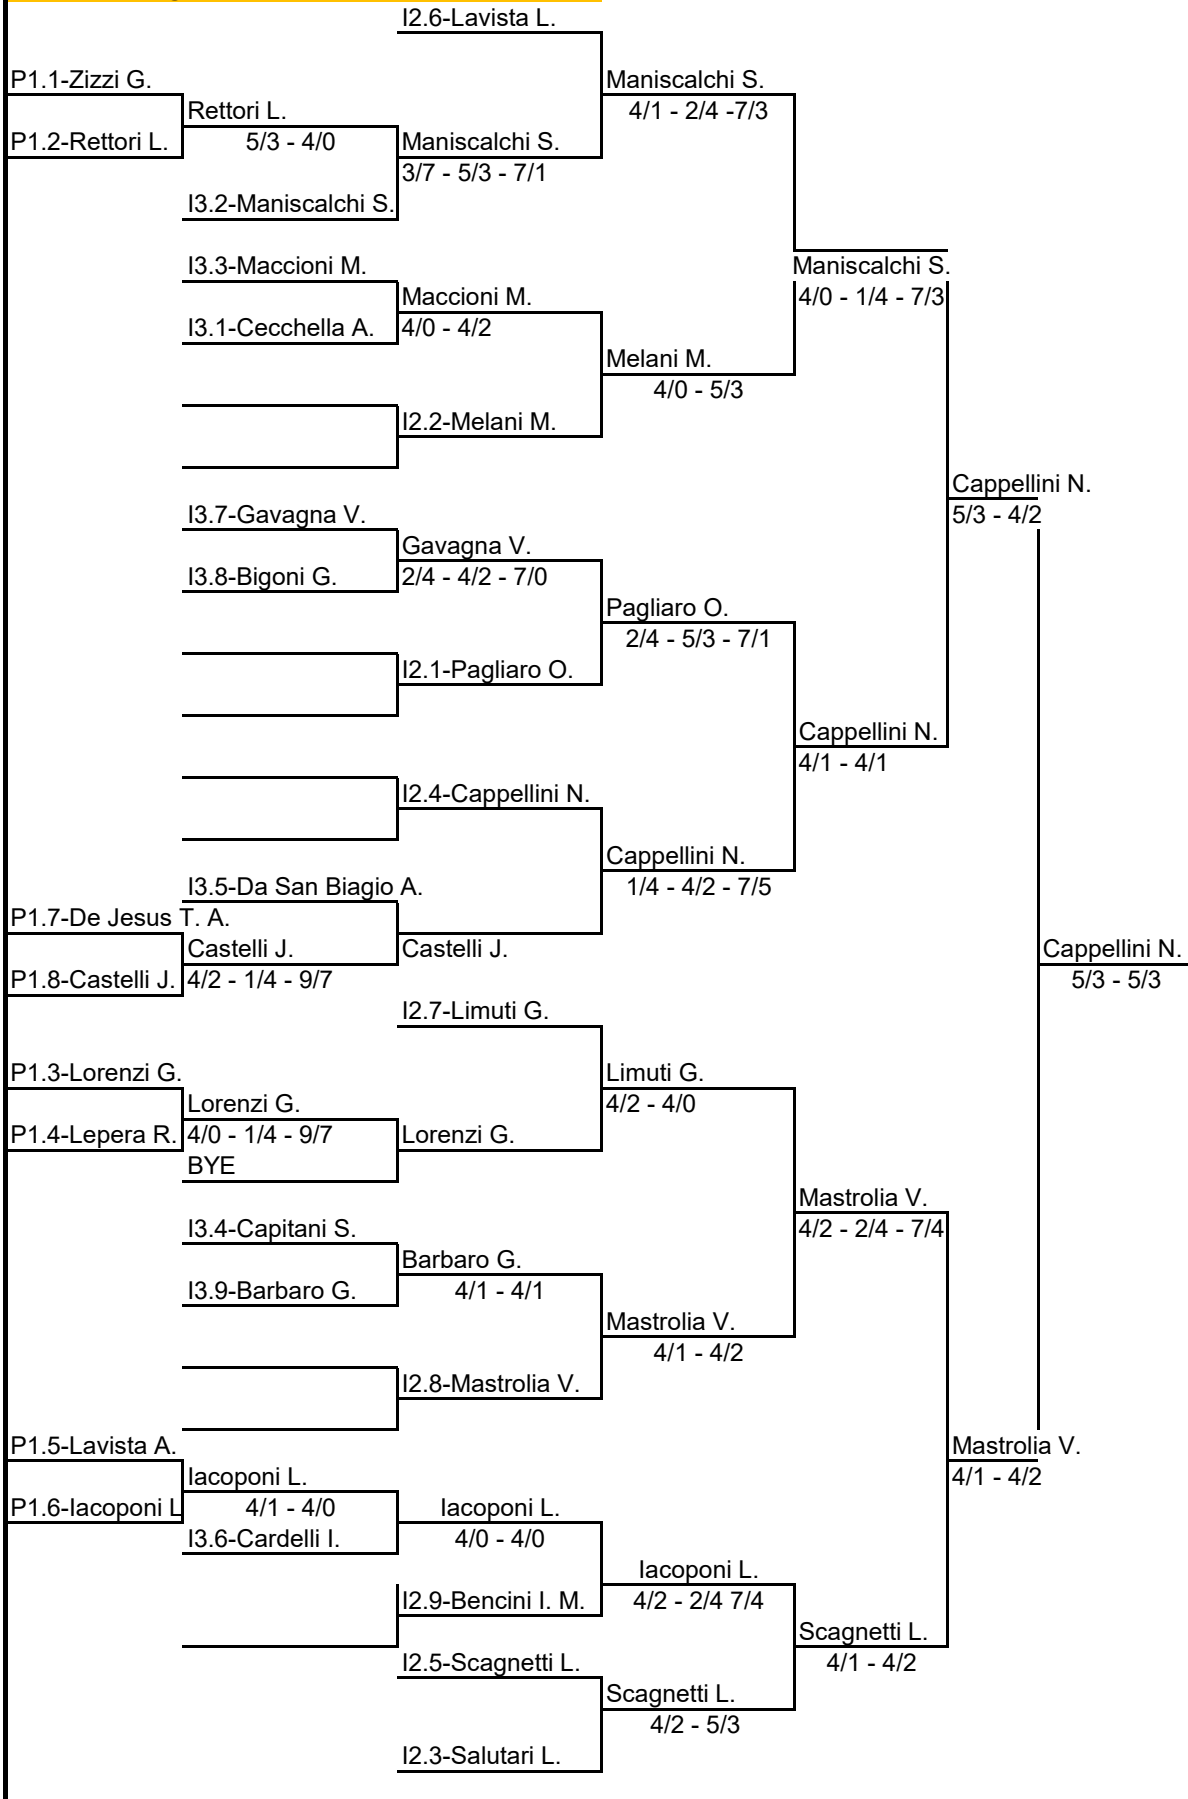 I2.6-Lavista L.
P1.1-Zizzi G.
Maniscalchi S.
Rettori L.
4/1 - 2/4 -7/3
P1.2-Rettori L.
5/3 - 4/0
Maniscalchi S.
3/7 - 5/3 - 7/1
I3.2-Maniscalchi S.
I3.3-Maccioni M.
Maniscalchi S.
Maccioni M.
4/0 - 1/4 - 7/3
I3.1-Cecchella A.
4/0 - 4/2
Melani M.
4/0 - 5/3
I2.2-Melani M.
Cappellini N.
I3.7-Gavagna V.
5/3 - 4/2
Gavagna V.
I3.8-Bigoni G.
2/4 - 4/2 - 7/0
Pagliaro O.
2/4 - 5/3 - 7/1
I2.1-Pagliaro O.
Cappellini N.
4/1 - 4/1
I2.4-Cappellini N.
Cappellini N.
I3.5-Da San Biagio A.
1/4 - 4/2 - 7/5
P1.7-De Jesus T. A.
Castelli J.
Castelli J.
Cappellini N.
P1.8-Castelli J.
4/2 - 1/4 - 9/7
5/3 - 5/3
I2.7-Limuti G.
P1.3-Lorenzi G.
Limuti G.
Lorenzi G.
4/2 - 4/0
P1.4-Lepera R.
4/0 - 1/4 - 9/7
Lorenzi G.
BYE
Mastrolia V.
I3.4-Capitani S.
4/2 - 2/4 - 7/4
Barbaro G.
I3.9-Barbaro G.
4/1 - 4/1
Mastrolia V.
4/1 - 4/2
I2.8-Mastrolia V.
P1.5-Lavista A.
Mastrolia V.
Iacoponi L.
4/1 - 4/2
P1.6-Iacoponi L
4/1 - 4/0
Iacoponi L.
I3.6-Cardelli I.
4/0 - 4/0
Iacoponi L.
I2.9-Bencini I. M.
4/2 - 2/4 7/4
Scagnetti L.
I2.5-Scagnetti L.
4/1 - 4/2
Scagnetti L.
4/2 - 5/3
I2.3-Salutari L.